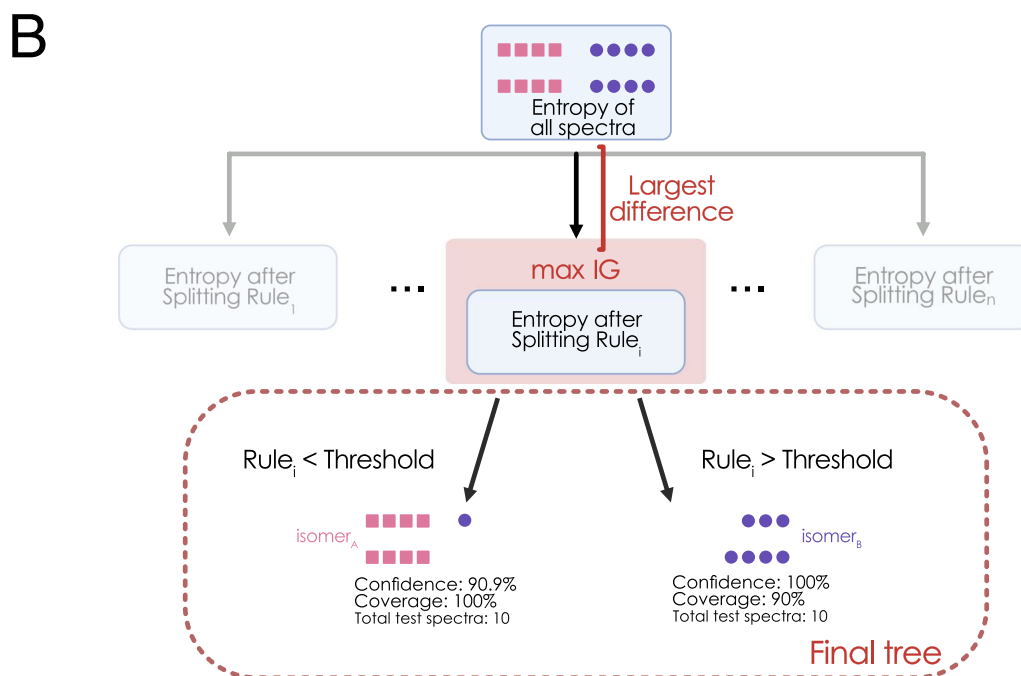 B
Entropy of
all spectra
Largest
difference
max IG
Entropy after
Splitting Rule1
...
Entropy after
Splitting Rulei
...
Entropy after
Splitting Rulen
Rulei < Threshold
Rulei > Threshold
isomerA
isomerB
Confidence: 90.9%
Coverage: 100%
Total test spectra: 10
Confidence: 100%
Coverage: 90%
Total test spectra: 10
Final tree